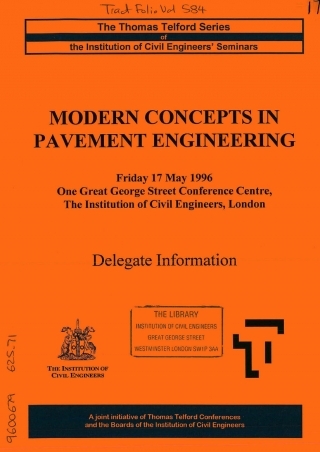 Tract Folio Vol 584
17
The Thomas Telford Series
of
the Institution of Civil Engineers' Seminars
MODERN CONCEPTS IN
PAVEMENT ENGINEERING
Friday 17 May 1996
One Great George Street Conference Centre,
The Institution of Civil Engineers, London
Delegate Information
THE LIBRARY
INSTITUTION OF CIVIL ENGINEERS
GREAT GEORGE STREET
WESTMINSTER LONDON SW1P 3AA
THE INSTITUTION OF
CIVIL ENGINEERS
A joint initiative of Thomas Telford Conferences
and the Boards of the Institution of Civil Engineers
9600679 625.71